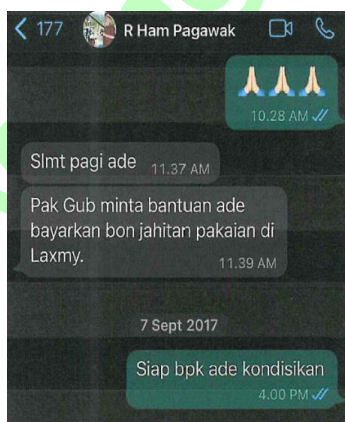 177 R Ham Pagawak
🙏🏻🙏🏻🙏🏻
10.28 AM
Slmt pagi ade 11.37 AM
Pak Gub minta bantuan ade
bayarkan bon jahitan pakaian di
Laxmy.
11.39 AM
7 Sept 2017
Siap bpk ade kondisikan
4.00 PM